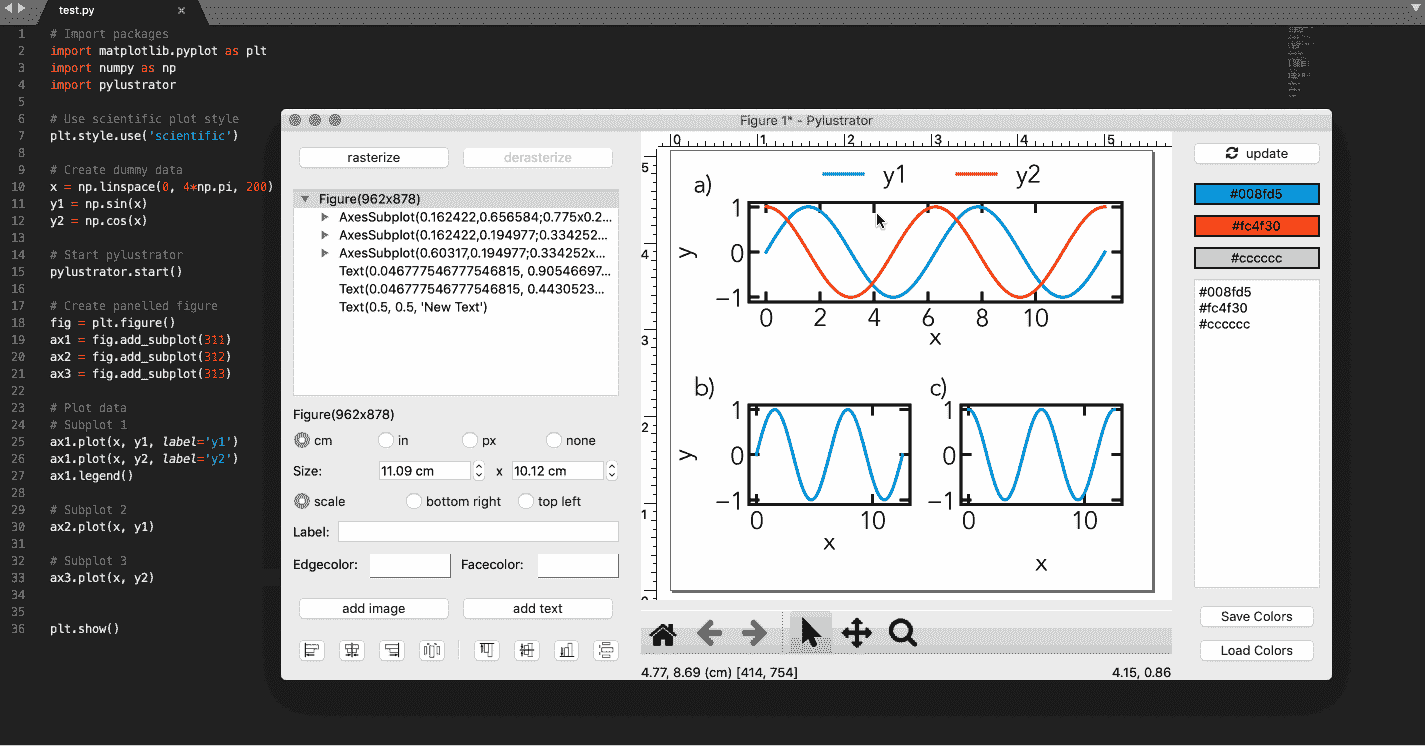 test.py ×
1 # Import packages
2 import matplotlib.pyplot as plt
3 import numpy as np
4 import pylustrator
5
6 # Use scientific plot style
7 plt.style.use('scientific')
8
9 # Create dummy data
10 x = np.linspace(0, 4*np.pi, 200)
11 y1 = np.sin(x)
12 y2 = np.cos(x)
13
14 # Start pylustrator
15 pylustrator.start()
16
17 # Create panelled figure
18 fig = plt.figure()
19 ax1 = fig.add_subplot(311)
20 ax2 = fig.add_subplot(312)
21 ax3 = fig.add_subplot(313)
22
23 # Plot data
24 # Subplot 1
25 ax1.plot(x, y1, label='y1')
26 ax1.plot(x, y2, label='y2')
27 ax1.legend()
28
29 # Subplot 2
30 ax2.plot(x, y1)
31
32 # Subplot 3
33 ax3.plot(x, y2)
34
35
36 plt.show()
Figure 1* - Pylustrator
rasterize derasterize
Figure(962x878)
AxesSubplot(0.162422,0.656584;0.775x0.2...
AxesSubplot(0.162422,0.194977;0.334252...
AxesSubplot(0.60317,0.194977;0.334252x...
Text(0.046777546777546815, 0.90546697...
Text(0.046777546777546815, 0.4430523...
Text(0.5, 0.5, 'New Text')
Figure(962x878)
cm in px none
Size: 11.09 cm x 10.12 cm
scale bottom right top left
Label:
Edgecolor: Facecolor:
add image add text
0 1 2 3 4 5
5
4
3
2
1
0
a) y1 y2
1
0
−1
y
0 2 4 6 8 10
x
b)
1
0
−1
y
0 10
x
c)
1
0
−1
0 10
x
4.77, 8.69 (cm) [414, 754] 4.15, 0.86
update
#008fd5
#fc4f30
#cccccc
#008fd5
#fc4f30
#cccccc
Save Colors
Load Colors